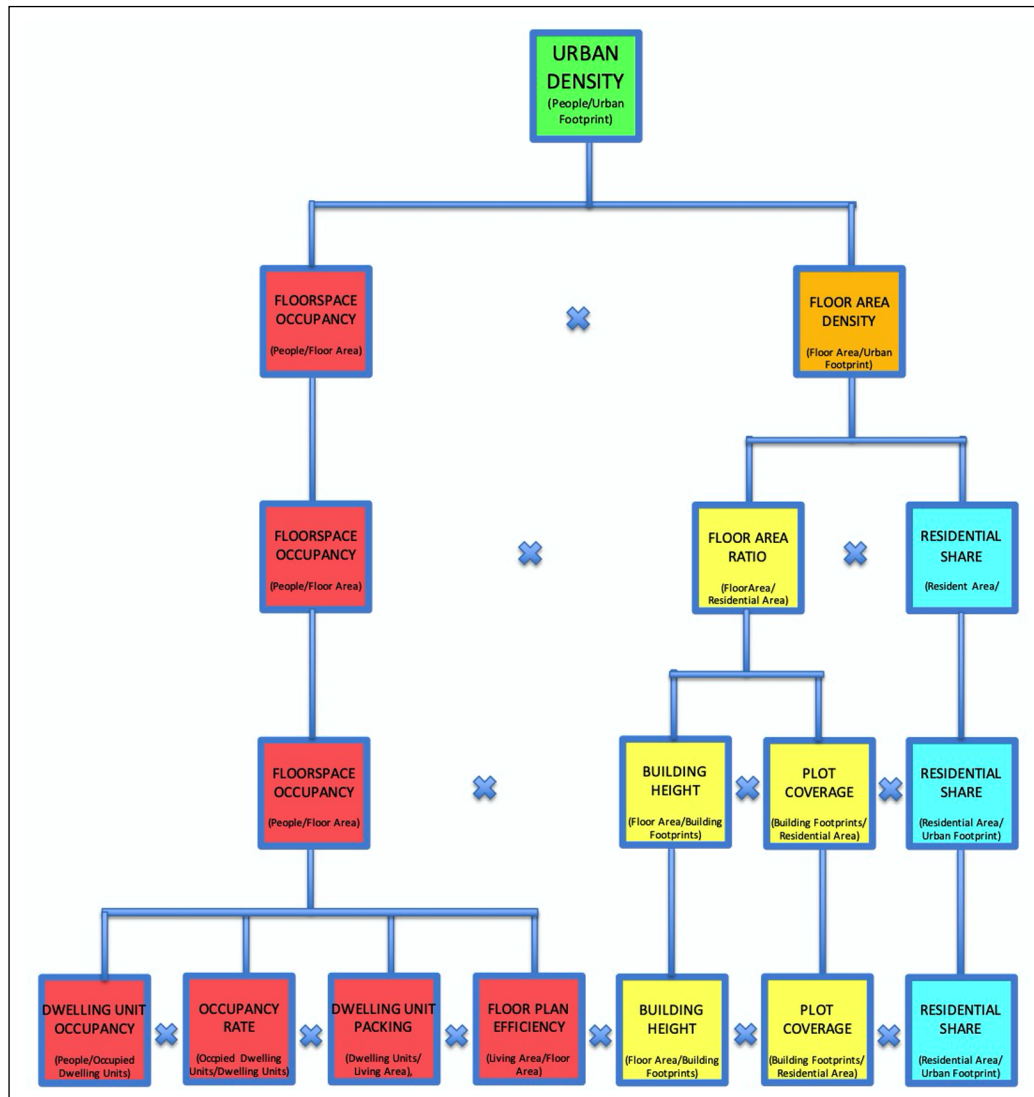 URBAN
DENSITY
(People/Urban
Footprint)
FLOORSPACE
OCCUPANCY
(People/Floor Area)
FLOOR AREA
DENSITY
(Floor Area/Urban
Footprint)
FLOORSPACE
OCCUPANCY
(People/Floor Area)
FLOOR AREA
RATIO
(FloorArea/
Residential Area)
RESIDENTIAL
SHARE
(Resident Area/
FLOORSPACE
OCCUPANCY
(People/Floor Area)
BUILDING
HEIGHT
(Floor Area/Building
Footprints)
PLOT
COVERAGE
(Building Footprints/
Residential Area)
RESIDENTIAL
SHARE
(Residential Area/
Urban Footprint)
DWELLING UNIT
OCCUPANCY
(People/Occupied
Dwelling Units)
OCCUPANCY
RATE
(Occpied Dwelling
Units/Dwelling Units)
DWELLING UNIT
PACKING
(Dwelling Units/
Living Area),
FLOOR PLAN
EFFICIENCY
(Living Area/Floor
Area)
BUILDING
HEIGHT
(Floor Area/Building
Footprints)
PLOT
COVERAGE
(Building Footprints/
Residential Area)
RESIDENTIAL
SHARE
(Residential Area/
Urban Footprint)